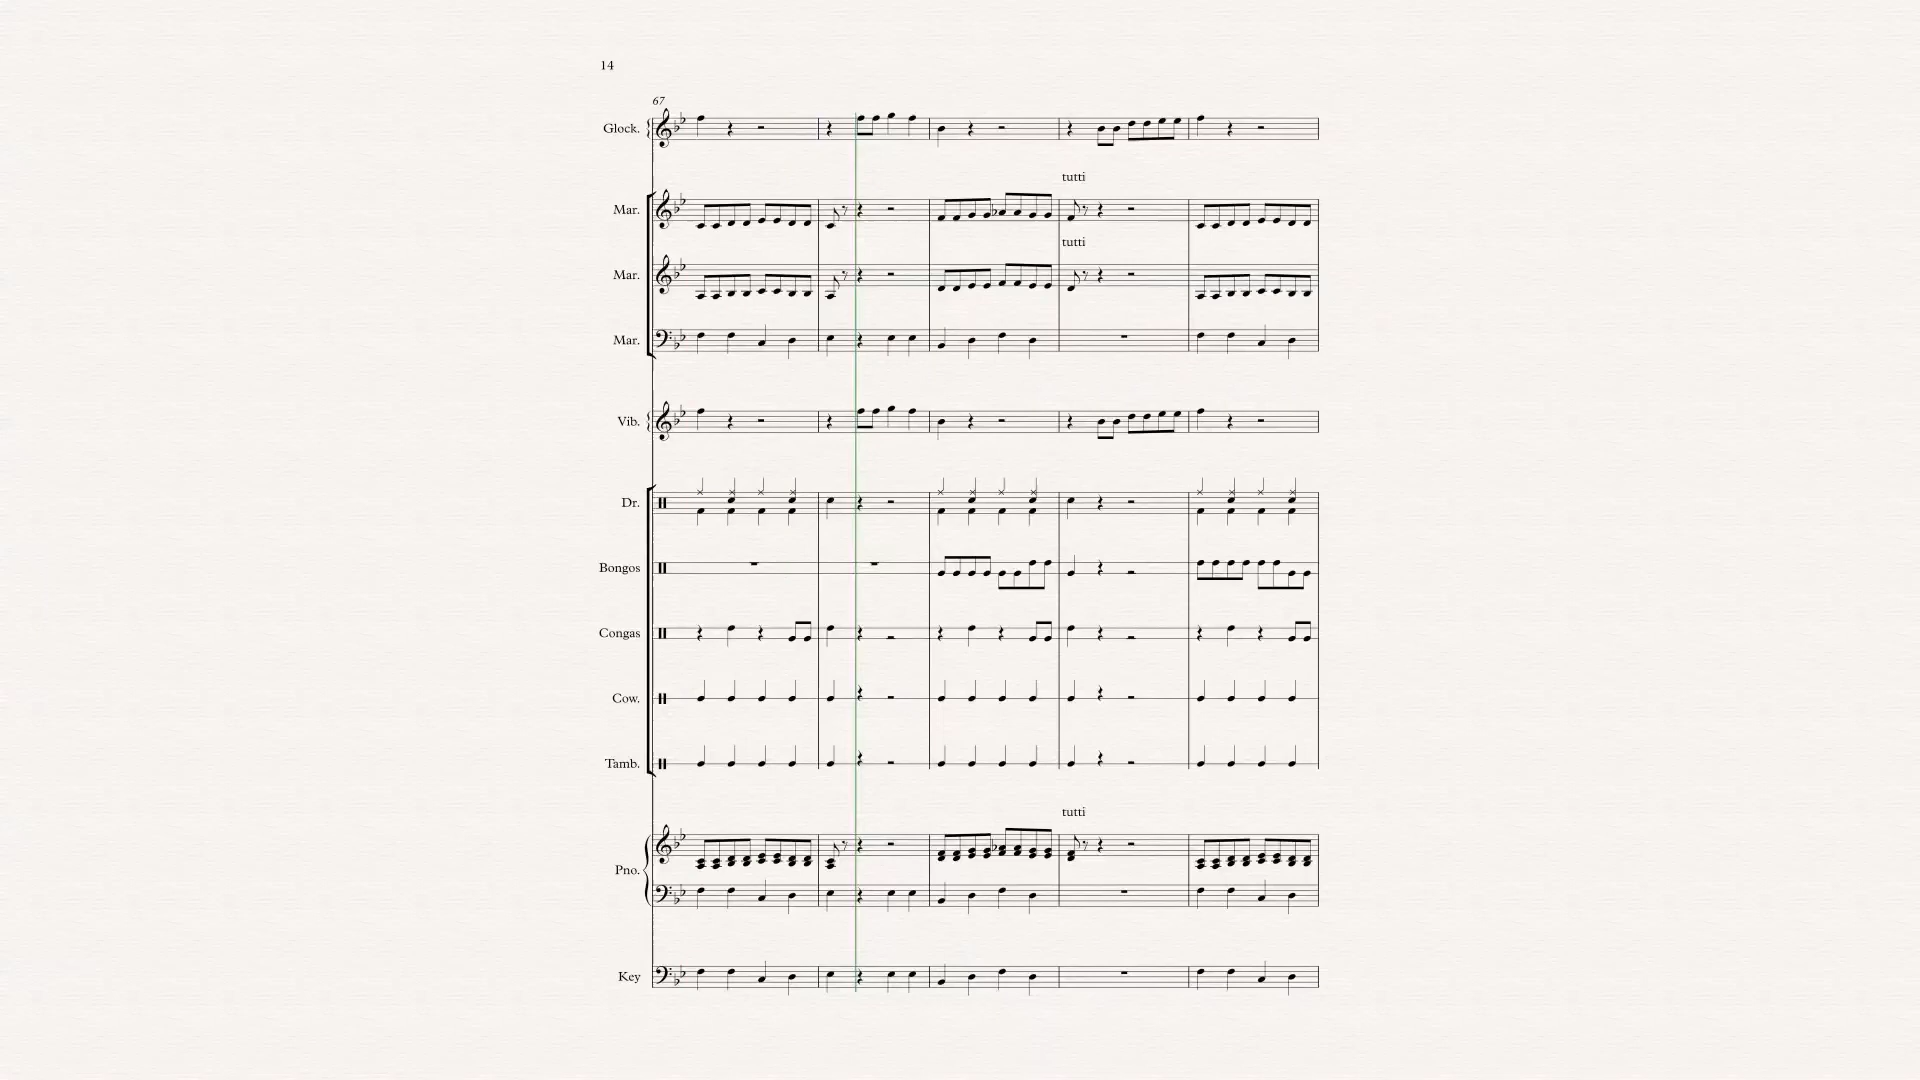 14
67
Glock.
tutti
Mar.
tutti
Mar.
Mar.
Vib.
Dr.
Bongos
Congas
Cow.
Tamb.
tutti
Pno.
Key